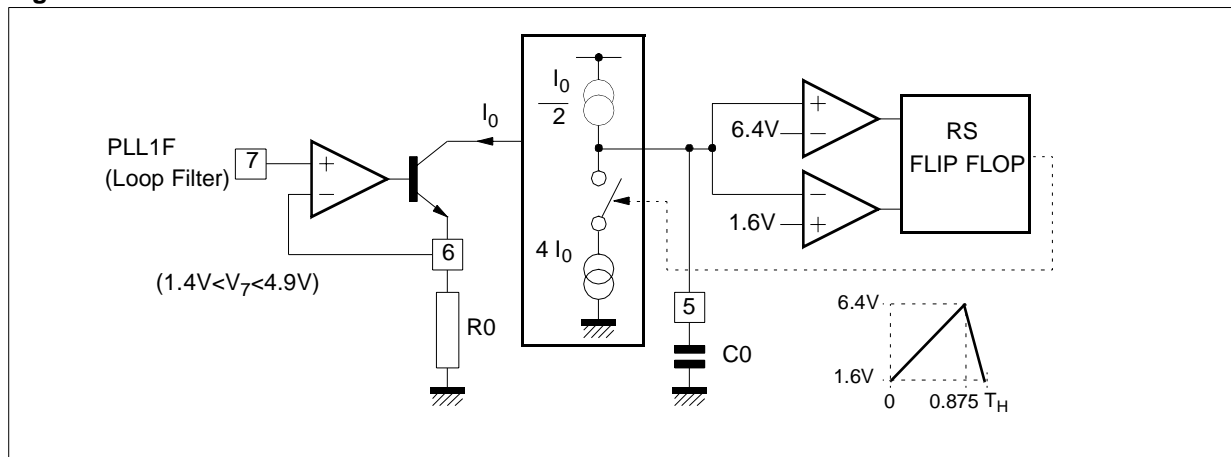 I0
2
I0
PLL1F
(Loop Filter)
7
+
−
6
(1.4V<V7<4.9V)
R0
4 I0
+
6.4V
−
−
1.6V
+
RS
FLIP FLOP
5
C0
6.4V
1.6V
0
0.875
TH